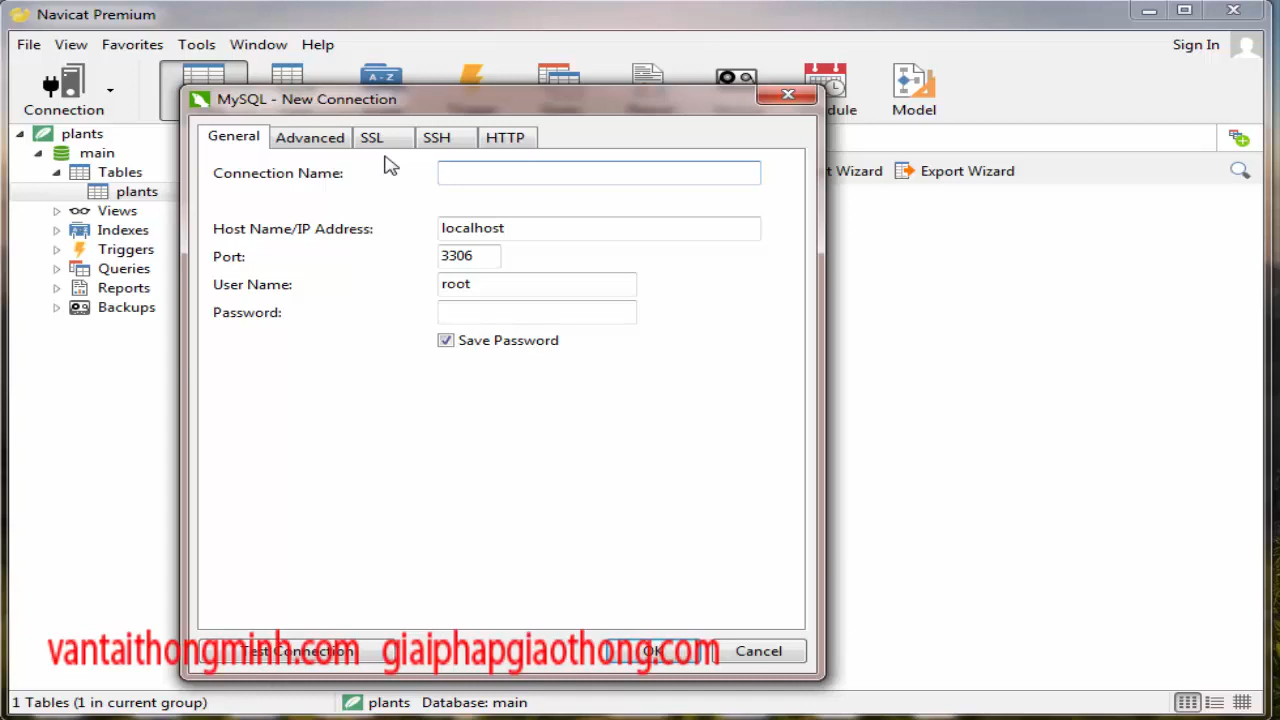 Navicat Premium
File View Favorites Tools Window Help
Sign In
Connection
A-Z
Model
MySQL - New Connection
General Advanced SSL SSH HTTP
Connection Name:
Host Name/IP Address: localhost
Port: 3306
User Name: root
Password:
Save Password
Test Connection OK Cancel
plants
main
Tables
plants
Views
Indexes
Triggers
Queries
Reports
Backups
Wizard
Export Wizard
vantaithongminh.com giaiphapgiaothong.com
1 Tables (1 in current group) plants Database: main